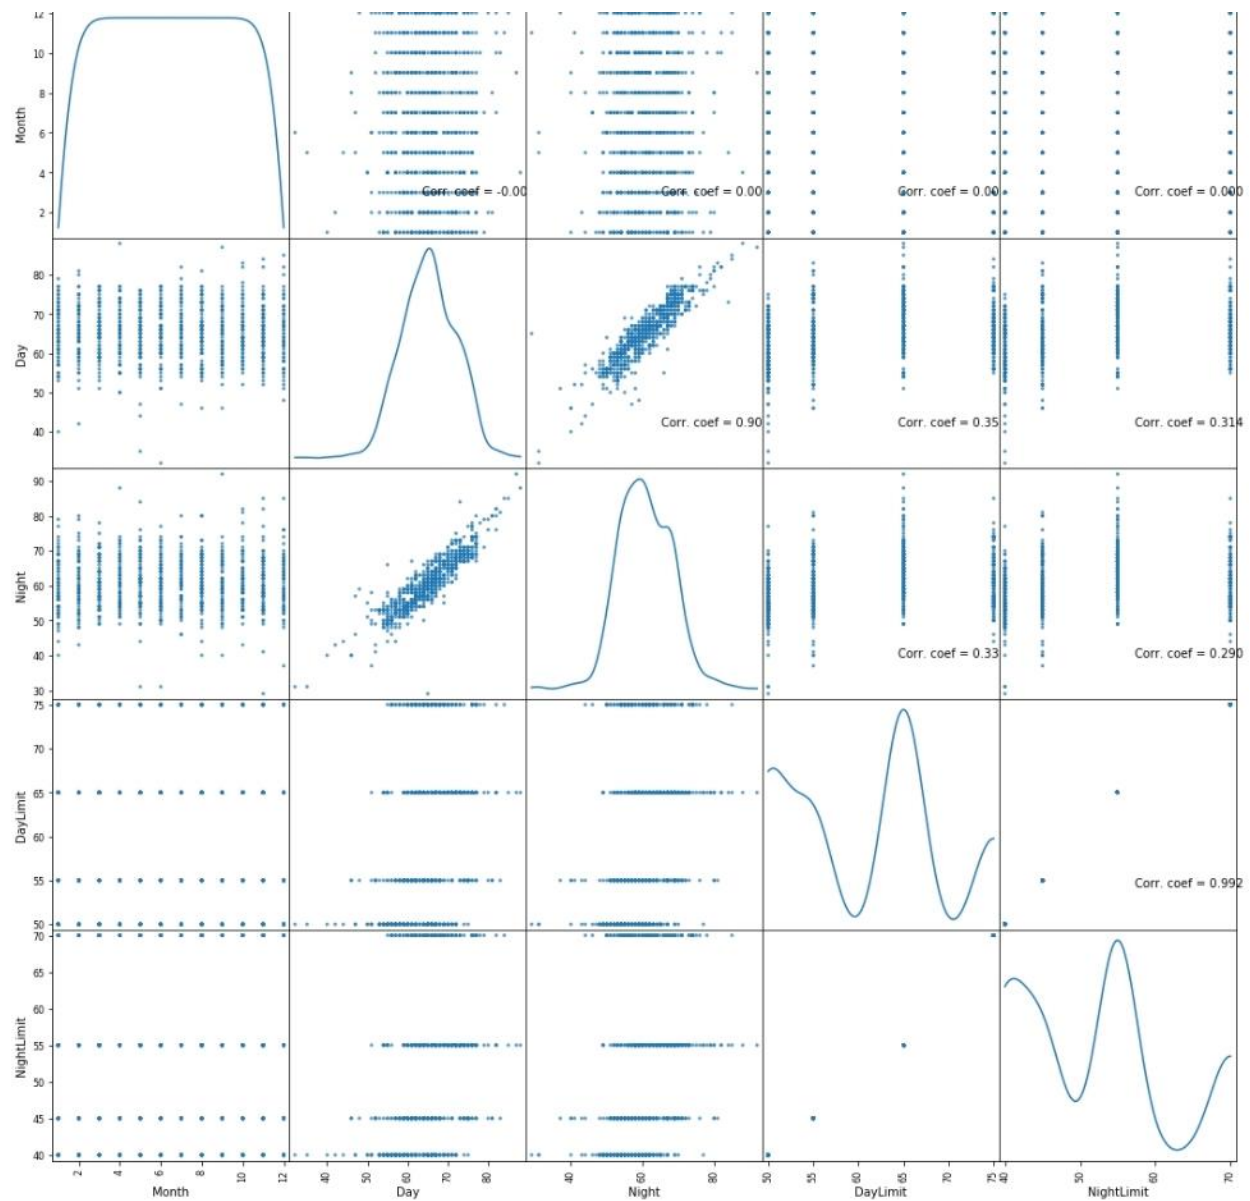 12
10
8
6
4
2
Month
Corr. coef = -0.00
Corr. coef = 0.00
Corr. coef = 0.00
Corr. coef = 0.000
80
70
60
50
40
Day
Corr. coef = 0.90
Corr. coef = 0.35
Corr. coef = 0.314
90
80
70
60
50
40
30
Night
Corr. coef = 0.33
Corr. coef = 0.290
75
70
65
60
55
50
DayLimit
Corr. coef = 0.992
70
65
60
55
50
45
40
NightLimit
2 4 6 8 10 12
40 50 60 70 80
40 60 80
50 55 60 65 70 75
40 50 60 70
Month Day Night DayLimit NightLimit